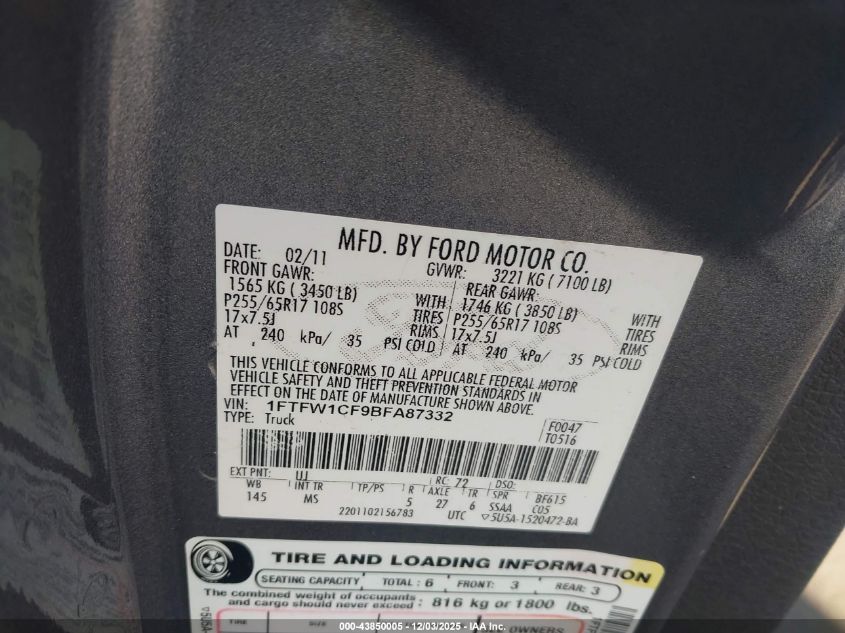 MFD. BY FORD MOTOR CO.
DATE: 02/11 GVWR: 3221 KG ( 7100 LB)
FRONT GAWR: REAR GAWR:
1565 KG ( 3450 LB) WITH 1746 KG ( 3850 LB) WITH
P255/65R17 108S TIRES P255/65R17 108S TIRES
17x7.5J RIMS 17x7.5J RIMS
AT 240 kPa/ 35 PSI COLD AT 240 kPa/ 35 PSI COLD
THIS VEHICLE CONFORMS TO ALL APPLICABLE FEDERAL MOTOR
VEHICLE SAFETY AND THEFT PREVENTION STANDARDS IN
EFFECT ON THE DATE OF MANUFACTURE SHOWN ABOVE.
VIN: 1FTFW1CF9BFA87332 F0047
TYPE: Truck T0516
EXT PNT: UJ RC: 72 DSO:
WB INT TR TP/PS R AXLE TR SPR BF615
145 MS 5 27 6 SSAA C05
2201102156783 UTC ▽5U5A-1520472-BA
TIRE AND LOADING INFORMATION
SEATING CAPACITY TOTAL : 6 FRONT: 3 REAR: 3
The combined weight of occupants
and cargo should never exceed : 816 kg or 1800 lbs.
TIRE SIZE OWNERS
000-43850005 - 12/03/2025 - IAA Inc.